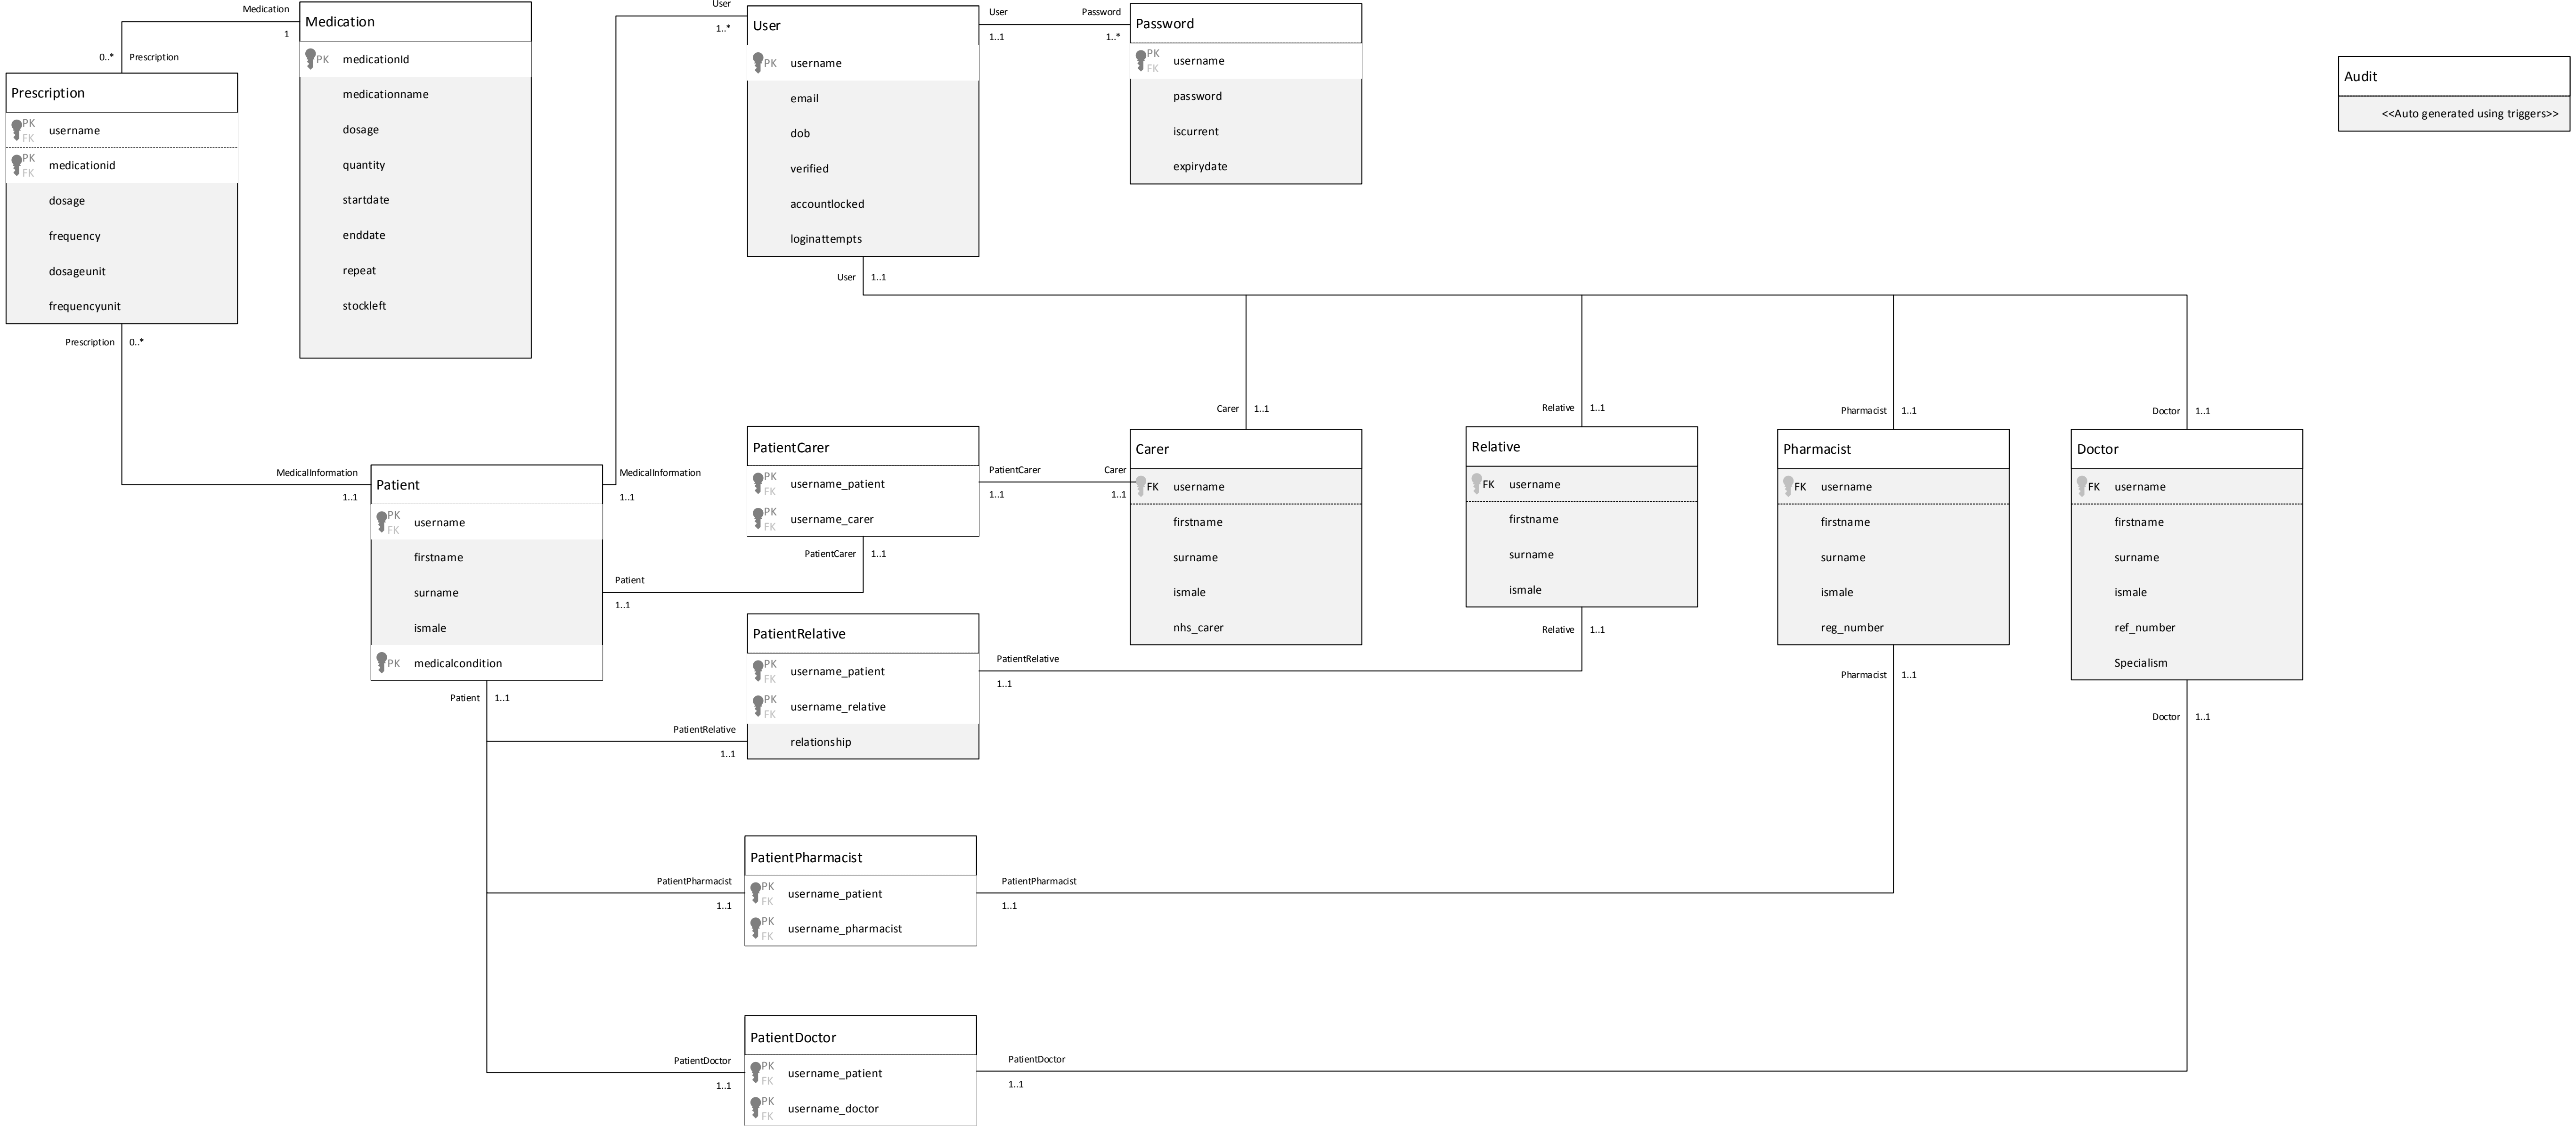 Medication
1
0..*
Prescription
Medication
PK
medicationId
medicationname
dosage
quantity
startdate
enddate
repeat
stockleft
Prescription
PK
FK
username
PK
FK
medicationid
dosage
frequency
dosageunit
frequencyunit
Prescription
0..*
MedicalInformation
1..1
User
1..*
User
PK
username
email
dob
verified
accountlocked
loginattempts
User
1..1
User
1..1
Password
1..*
Password
PK
FK
username
password
iscurrent
expirydate
Audit
<<Auto generated using triggers>>
Patient
PK
FK
username
firstname
surname
ismale
PK
medicalcondition
MedicalInformation
1..1
Patient
1..1
Patient
1..1
PatientCarer
PK
FK
username_patient
PK
FK
username_carer
PatientCarer
1..1
PatientCarer
1..1
Carer
1..1
Carer
1..1
Carer
FK
username
firstname
surname
ismale
nhs_carer
Relative
1..1
Relative
FK
username
firstname
surname
ismale
Relative
1..1
Pharmacist
1..1
Pharmacist
FK
username
firstname
surname
ismale
reg_number
Pharmacist
1..1
Doctor
1..1
Doctor
FK
username
firstname
surname
ismale
ref_number
Specialism
Doctor
1..1
PatientRelative
PK
FK
username_patient
PK
FK
username_relative
relationship
PatientRelative
1..1
PatientRelative
1..1
PatientPharmacist
PK
FK
username_patient
PK
FK
username_pharmacist
PatientPharmacist
1..1
PatientPharmacist
1..1
PatientDoctor
PK
FK
username_patient
PK
FK
username_doctor
PatientDoctor
1..1
PatientDoctor
1..1